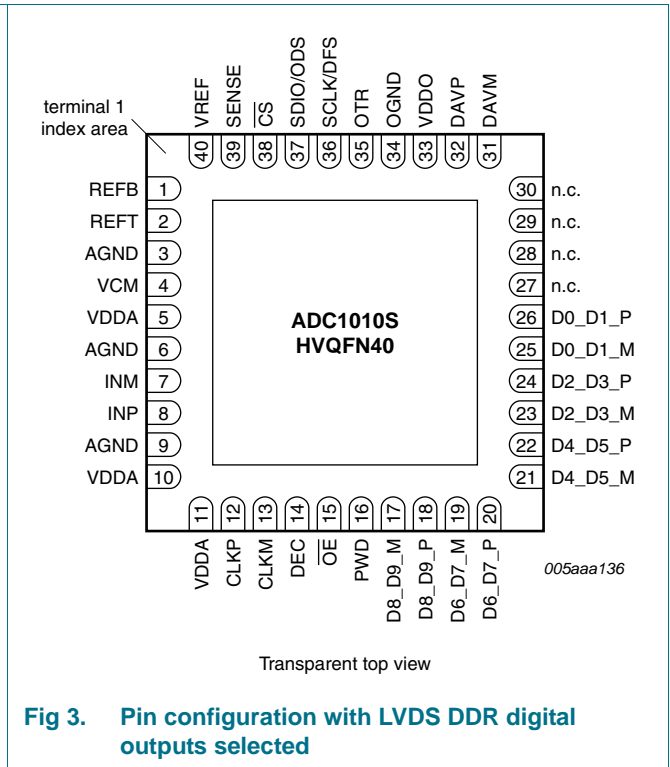 terminal 1
index area
VREF
SENSE
CS
SDIO/ODS
SCLK/DFS
OTR
OGND
VDDO
DAVP
DAVM
40
39
38
37
36
35
34
33
32
31
REFB 1
REFT 2
AGND 3
VCM 4
VDDA 5
AGND 6
INM 7
INP 8
AGND 9
VDDA 10
ADC1010S
HVQFN40
30 n.c.
29 n.c.
28 n.c.
27 n.c.
26 D0_D1_P
25 D0_D1_M
24 D2_D3_P
23 D2_D3_M
22 D4_D5_P
21 D4_D5_M
11
12
13
14
15
16
17
18
19
20
VDDA
CLKP
CLKM
DEC
OE
PWD
D8_D9_M
D8_D9_P
D6_D7_M
D6_D7_P
005aaa136
Transparent top view
Fig 3. Pin configuration with LVDS DDR digital
outputs selected